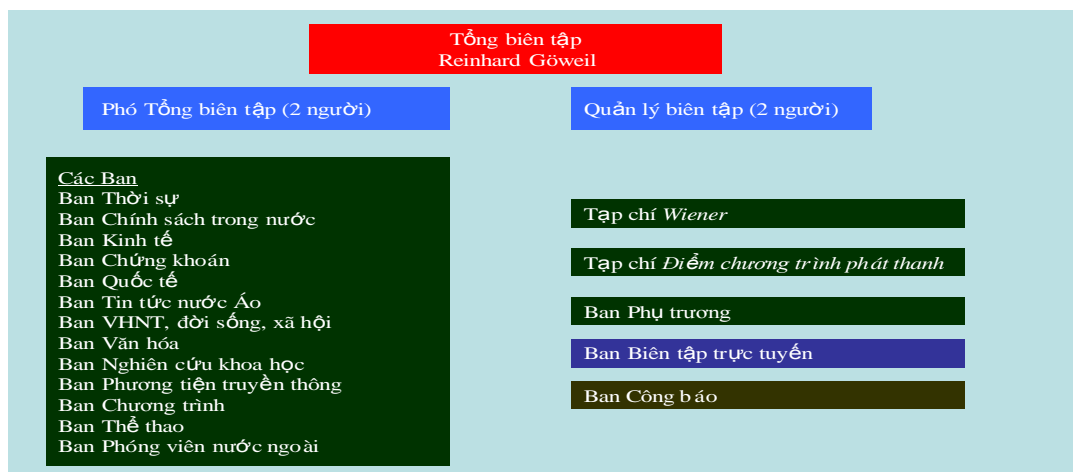 Tổng biên tập
Reinhard Göweil
Phó Tổng biên tập (2 người)
Quản lý biên tập (2 người)
Các Ban
Ban Thời sự
Ban Chính sách trong nước
Ban Kinh tế
Ban Chứng khoán
Ban Quốc tế
Ban Tin tức nước Áo
Ban VHNT, đời sống, xã hội
Ban Văn hóa
Ban Nghiên cứu khoa học
Ban Phương tiện truyền thông
Ban Chương trình
Ban Thể thao
Ban Phóng viên nước ngoài
Tạp chí Wiener
Tạp chí Điểm chương trình phát thanh
Ban Phụ trương
Ban Biên tập trực tuyến
Ban Công báo